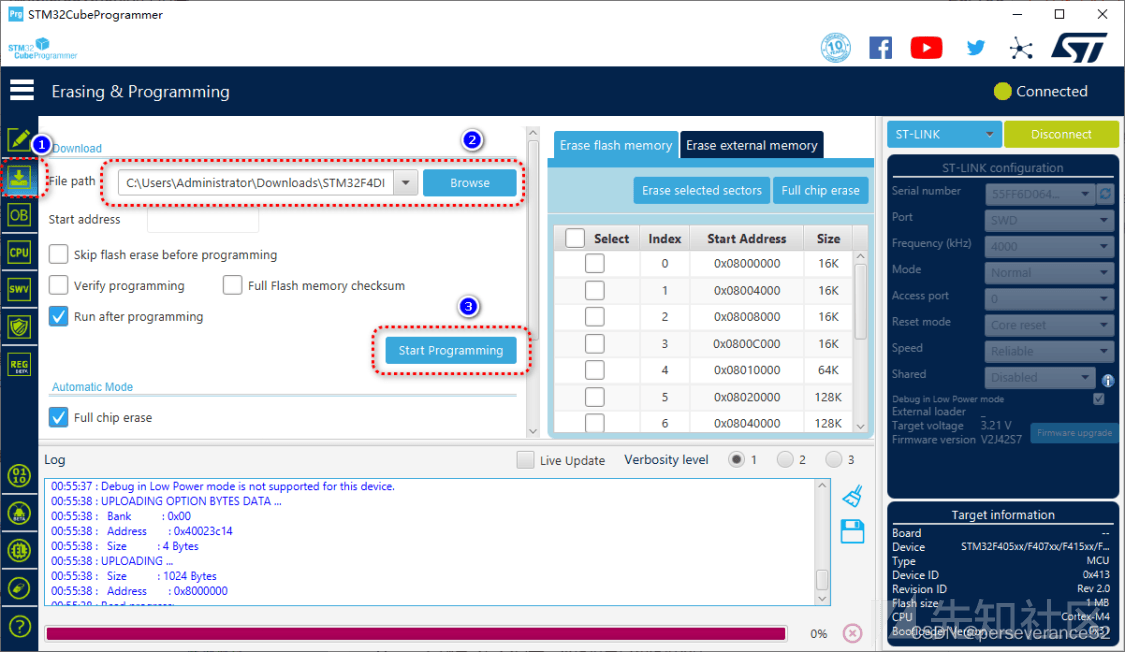 Prg STM32CubeProgrammer
STM32
CubeProgrammer
10
ST
Erasing & Programming
Connected
1
2
Download
File path
C:\Users\Administrator\Downloads\STM32F4DI
Browse
Start address
Skip flash erase before programming
Verify programming
Full Flash memory checksum
3
Run after programming
Start Programming
Automatic Mode
Full chip erase
OB
CPU
SWV
REG
Erase flash memory
Erase external memory
Erase selected sectors
Full chip erase
Select Index Start Address Size
0 0x08000000 16K
1 0x08004000 16K
2 0x08008000 16K
3 0x0800C000 16K
4 0x08010000 64K
5 0x08020000 128K
6 0x08040000 128K
ST-LINK
Disconnect
ST-LINK configuration
Serial number 55FF6D064...
Port SWD
Frequency (kHz) 4000
Mode Normal
Access port 0
Reset mode Core reset
Speed Reliable
Shared Disabled
Debug in Low Power mode
External loader _
Target voltage 3.21 V
Firmware version V2J42S7
Firmware upgrade
Log
Live Update
Verbosity level
1
2
3
00:55:37 : Debug in Low Power mode is not supported for this device.
00:55:38 : UPLOADING OPTION BYTES DATA ...
00:55:38 : Bank : 0x00
00:55:38 : Address : 0x40023c14
00:55:38 : Size : 4 Bytes
00:55:38 : UPLOADING ...
00:55:38 : Size : 1024 Bytes
00:55:38 : Address : 0x8000000
00:55:38 : Read progress:
0%
Target information
Board --
Device STM32F405xx/F407xx/F415xx/F...
Type MCU
Device ID 0x413
Revision ID Rev 2.0
Flash size 1 MB
CPU Cortex-M4
先知社区
CSDN @perseverance52